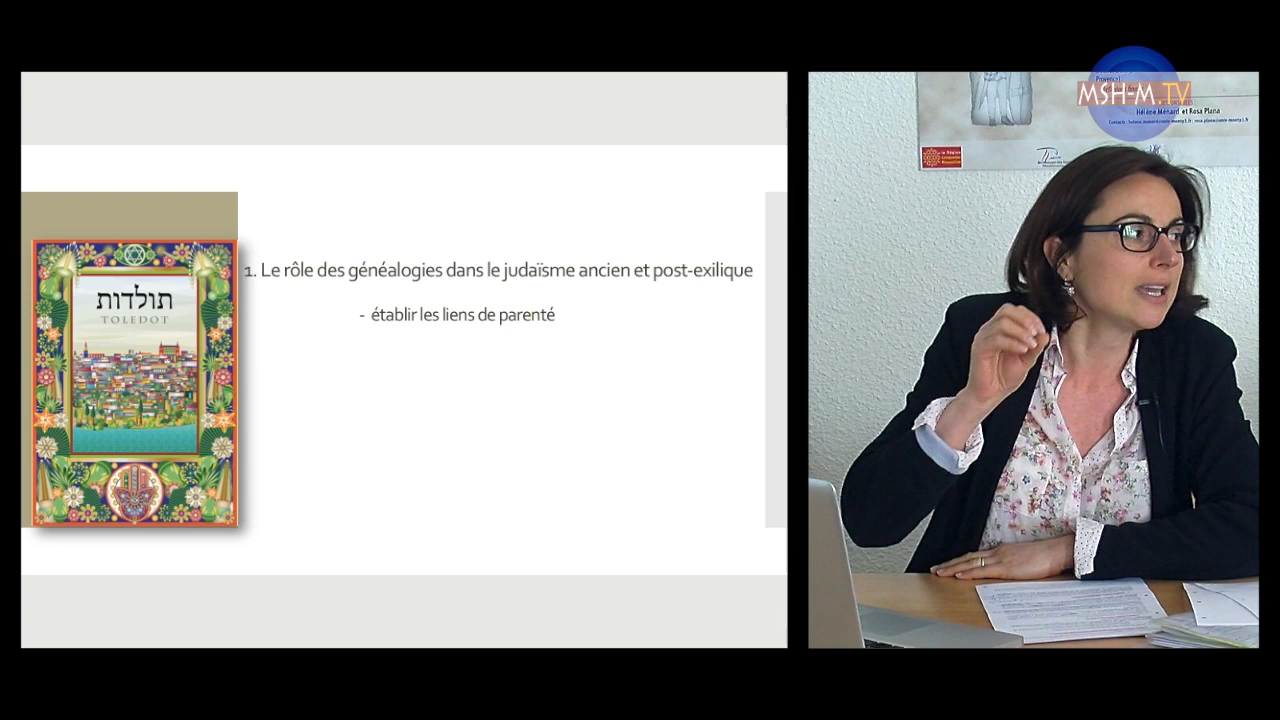 1. Le rôle des généalogies dans le judaïsme ancien et post-exilique
- établir les liens de parenté
תולדות
TOLEDOT
MSH-M.TV
Provence)
Hélène Ménard et Rosa Plana